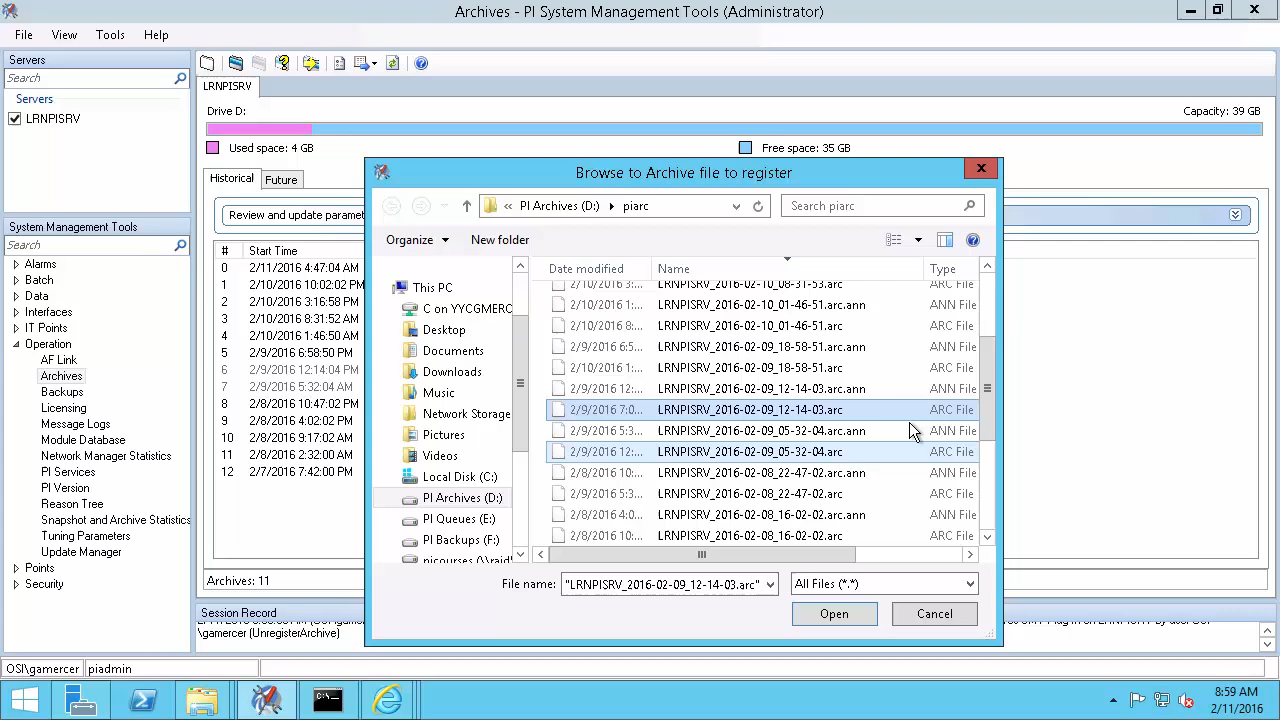 Archives - PI System Management Tools (Administrator)
File View Tools Help
Servers
Search
Servers
LRNPISRV
System Management Tools
Search
Alarms
Batch
Data
Interfaces
IT Points
Operation
AF Link
Archives
Backups
Licensing
Message Logs
Module Database
Network Manager Statistics
PI Services
PI Version
Reason Tree
Snapshot and Archive Statistics
Tuning Parameters
Update Manager
Points
Security
LRNPISRV
Drive D: Capacity: 39 GB
Used space: 4 GB Free space: 35 GB
Historical Future
Review and update paramet
# Start Time
0 2/11/2016 4:47:04 AM
1 2/10/2016 10:02:02 PM
2 2/10/2016 3:16:58 PM
3 2/10/2016 8:31:52 AM
4 2/10/2016 1:46:50 AM
5 2/9/2016 6:58:50 PM
6 2/9/2016 12:14:04 PM
7 2/9/2016 5:32:04 AM
8 2/8/2016 10:47:02 PM
9 2/8/2016 4:02:02 PM
10 2/8/2016 9:17:02 AM
11 2/8/2016 2:32:00 AM
12 2/7/2016 7:42:00 PM
Archives: 11
Session Record
\gamercer (UnregisterArchive)
Browse to Archive file to register
« PI Archives (D:) piarc
Search piarc
Organize New folder
This PC
C on YYCGMERC
Desktop
Documents
Downloads
Music
Network Storage
Pictures
Videos
Local Disk (C:)
PI Archives (D:)
PI Queues (E:)
PI Backups (F:)
picourses (\\raid
Date modified Name Type
2/10/2016 3:... LRNPISRV_2016-02-10_08-31-53.arc ARC File
2/10/2016 1:... LRNPISRV_2016-02-10_01-46-51.arc.ann ANN File
2/10/2016 8:... LRNPISRV_2016-02-10_01-46-51.arc ARC File
2/9/2016 6:5... LRNPISRV_2016-02-09_18-58-51.arc.ann ANN File
2/10/2016 1:... LRNPISRV_2016-02-09_18-58-51.arc ARC File
2/9/2016 12:... LRNPISRV_2016-02-09_12-14-03.arc.ann ANN File
2/9/2016 7:0... LRNPISRV_2016-02-09_12-14-03.arc ARC File
2/9/2016 5:3... LRNPISRV_2016-02-09_05-32-04.arc.ann ANN File
2/9/2016 12:... LRNPISRV_2016-02-09_05-32-04.arc ARC File
2/8/2016 10:... LRNPISRV_2016-02-08_22-47-02.arc.ann ANN File
2/9/2016 5:3... LRNPISRV_2016-02-08_22-47-02.arc ARC File
2/8/2016 4:0... LRNPISRV_2016-02-08_16-02-02.arc.ann ANN File
2/8/2016 10:... LRNPISRV_2016-02-08_16-02-02.arc ARC File
File name: "LRNPISRV_2016-02-09_12-14-03.arc" All Files (*.*)
Open Cancel
OSI\gamercer piadmin
8:59 AM
2/11/2016